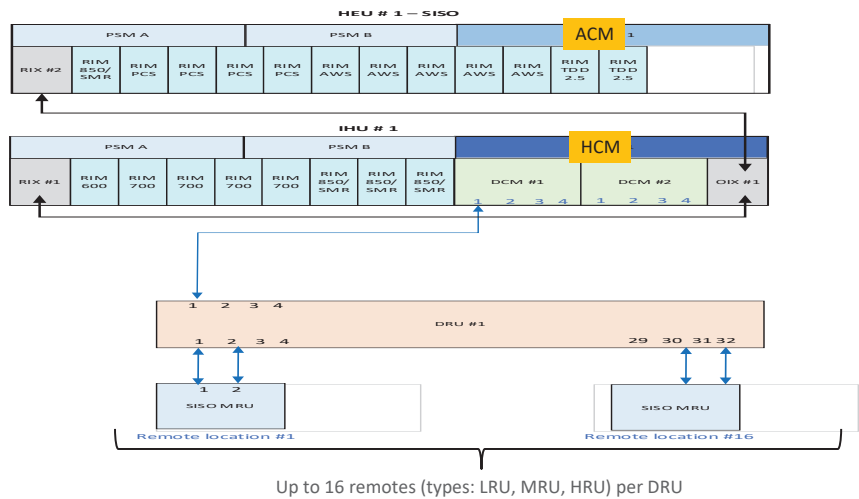 HEU # 1 – SISO
PSM A PSM B ACM 1
RIX #2 RIM 850/ SMR RIM PCS RIM PCS RIM PCS RIM PCS RIM AWS RIM AWS RIM AWS RIM AWS RIM AWS RIM TDD 2.5 RIM TDD 2.5
IHU # 1
PSM A PSM B HCM
RIX #1 RIM 600 RIM 700 RIM 700 RIM 700 RIM 700 RIM 850/ SMR RIM 850/ SMR RIM 850/ SMR DCM #1 DCM #2 OIX #1
1 2 3 4 1 2 3 4
1 2 3 4
DRU #1
1 2 3 4 29 30 31 32
1 2
SISO MRU SISO MRU
Remote location #1 Remote location #16
Up to 16 remotes (types: LRU, MRU, HRU) per DRU